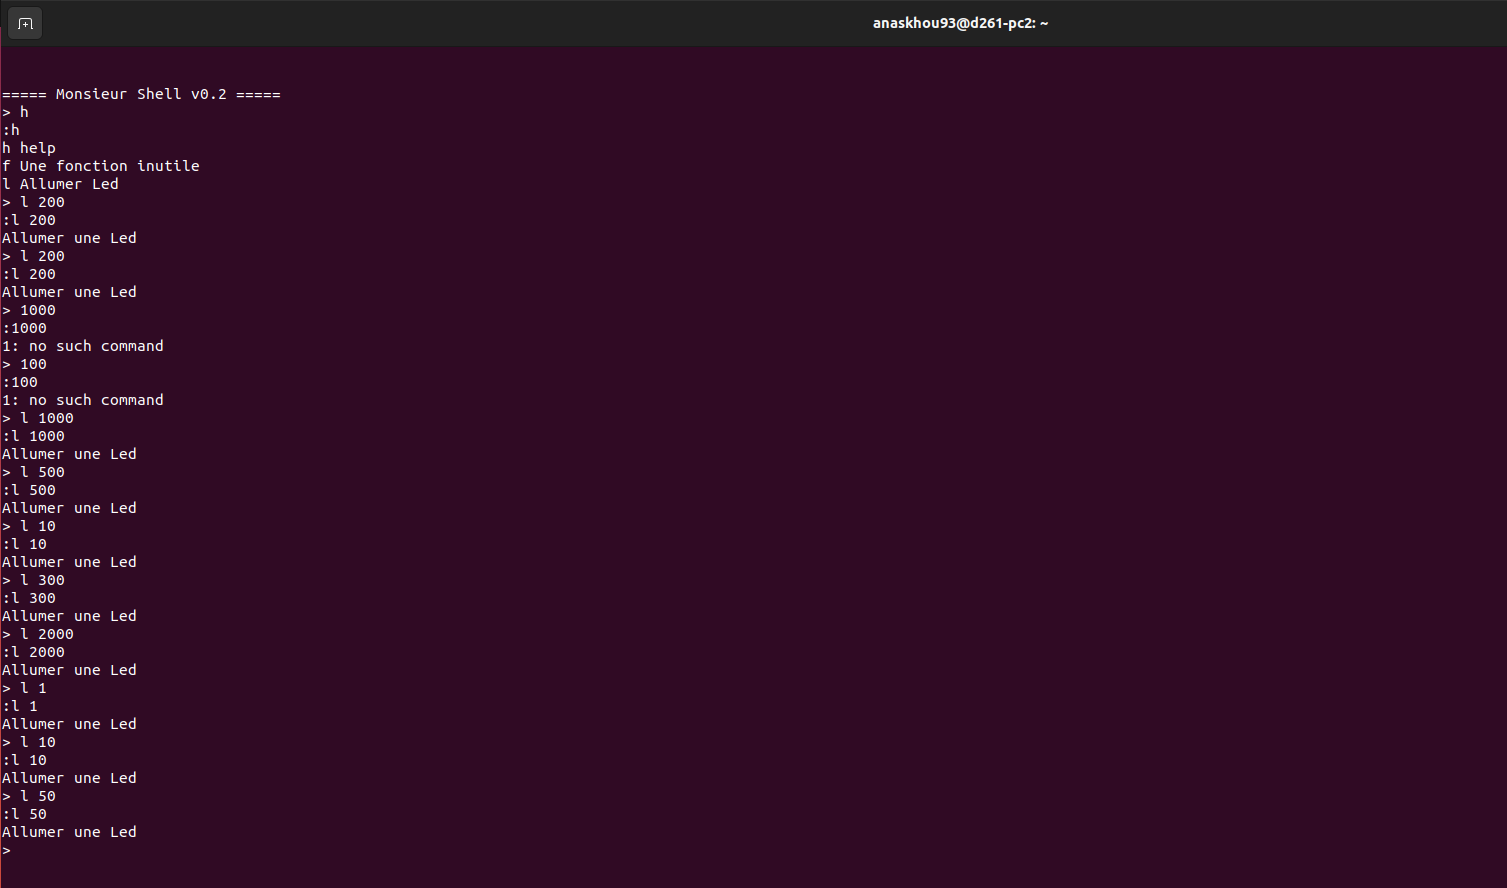 anaskhou93@d261-pc2: ~
===== Monsieur Shell v0.2 =====
> h
:h
h help
f Une fonction inutile
l Allumer Led
> l 200
:l 200
Allumer une Led
> l 200
:l 200
Allumer une Led
> 1000
:1000
1: no such command
> 100
:100
1: no such command
> l 1000
:l 1000
Allumer une Led
> l 500
:l 500
Allumer une Led
> l 10
:l 10
Allumer une Led
> l 300
:l 300
Allumer une Led
> l 2000
:l 2000
Allumer une Led
> l 1
:l 1
Allumer une Led
> l 10
:l 10
Allumer une Led
> l 50
:l 50
Allumer une Led
>